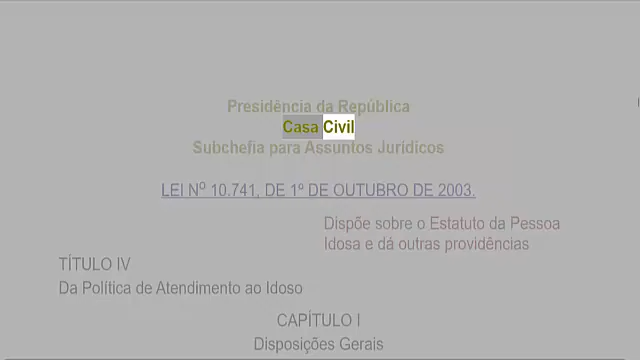 Presidência da República
Casa Civil
Subchefia para Assuntos Jurídicos
LEI Nº 10.741, DE 1º DE OUTUBRO DE 2003.
Dispõe sobre o Estatuto da Pessoa
Idosa e dá outras providências
TÍTULO IV
Da Política de Atendimento ao Idoso
CAPÍTULO I
Disposições Gerais